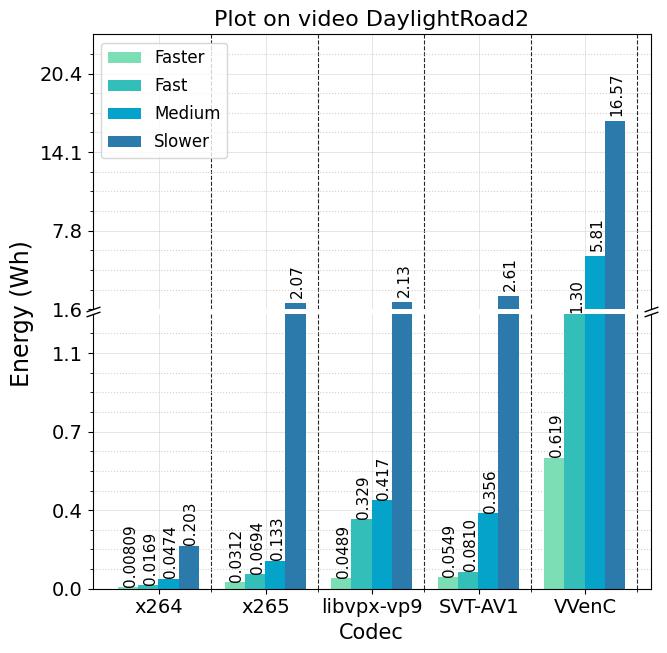 Plot on video DaylightRoad2
Faster
Fast
Medium
Slower
Energy (Wh)
20.4
14.1
7.8
1.6
1.1
0.7
0.4
0.0
0.00809
0.0169
0.0474
0.203
0.0312
0.0694
0.133
2.07
0.0489
0.329
0.417
2.13
0.0549
0.0810
0.356
2.61
0.619
1.30
5.81
16.57
x264
x265
libvpx-vp9
SVT-AV1
VVenC
Codec